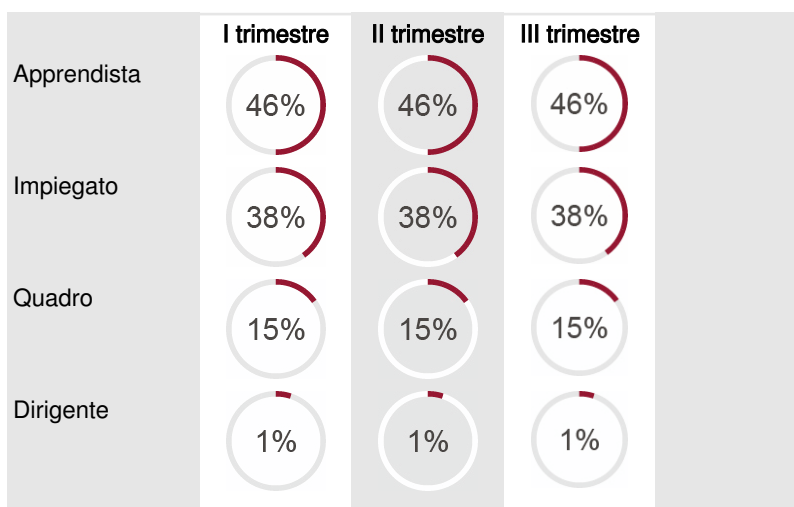 I trimestre II trimestre III trimestre
Apprendista 46% 46% 46%
Impiegato 38% 38% 38%
Quadro 15% 15% 15%
Dirigente 1% 1% 1%